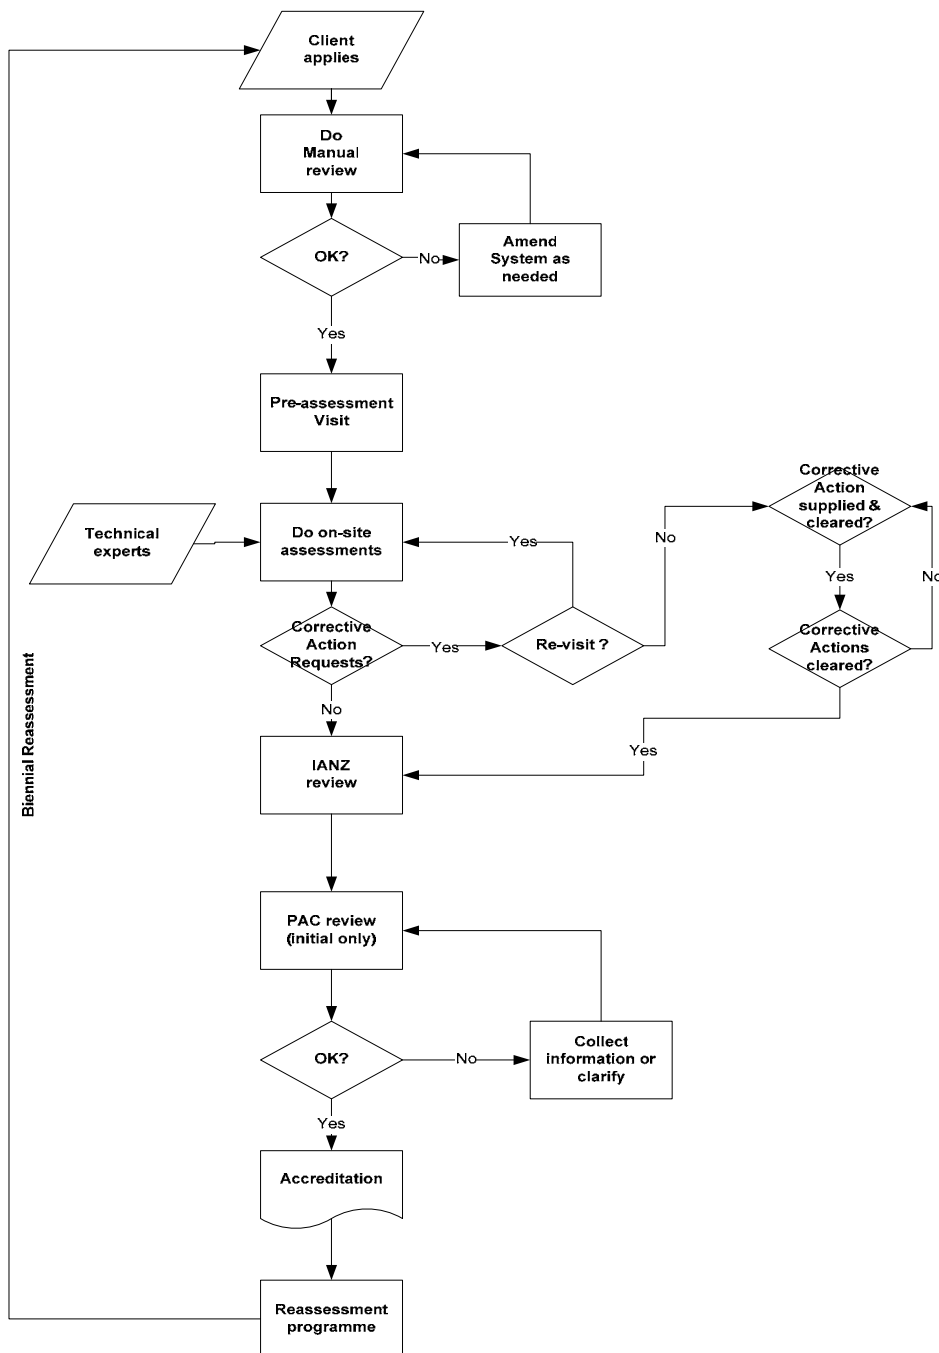 Client
applies
Do
Manual
review
OK?
No
Amend
System as
needed
Yes
Pre-assessment
Visit
Technical
experts
Do on-site
assessments
Yes
No
Corrective
Action
supplied &
cleared?
Yes
No
Corrective
Action
Requests?
Yes
Re-visit ?
Corrective
Actions
cleared?
No
Yes
IANZ
review
Biennial Reassessment
PAC review
(initial only)
OK?
No
Collect
information or
clarify
Yes
Accreditation
Reassessment
programme